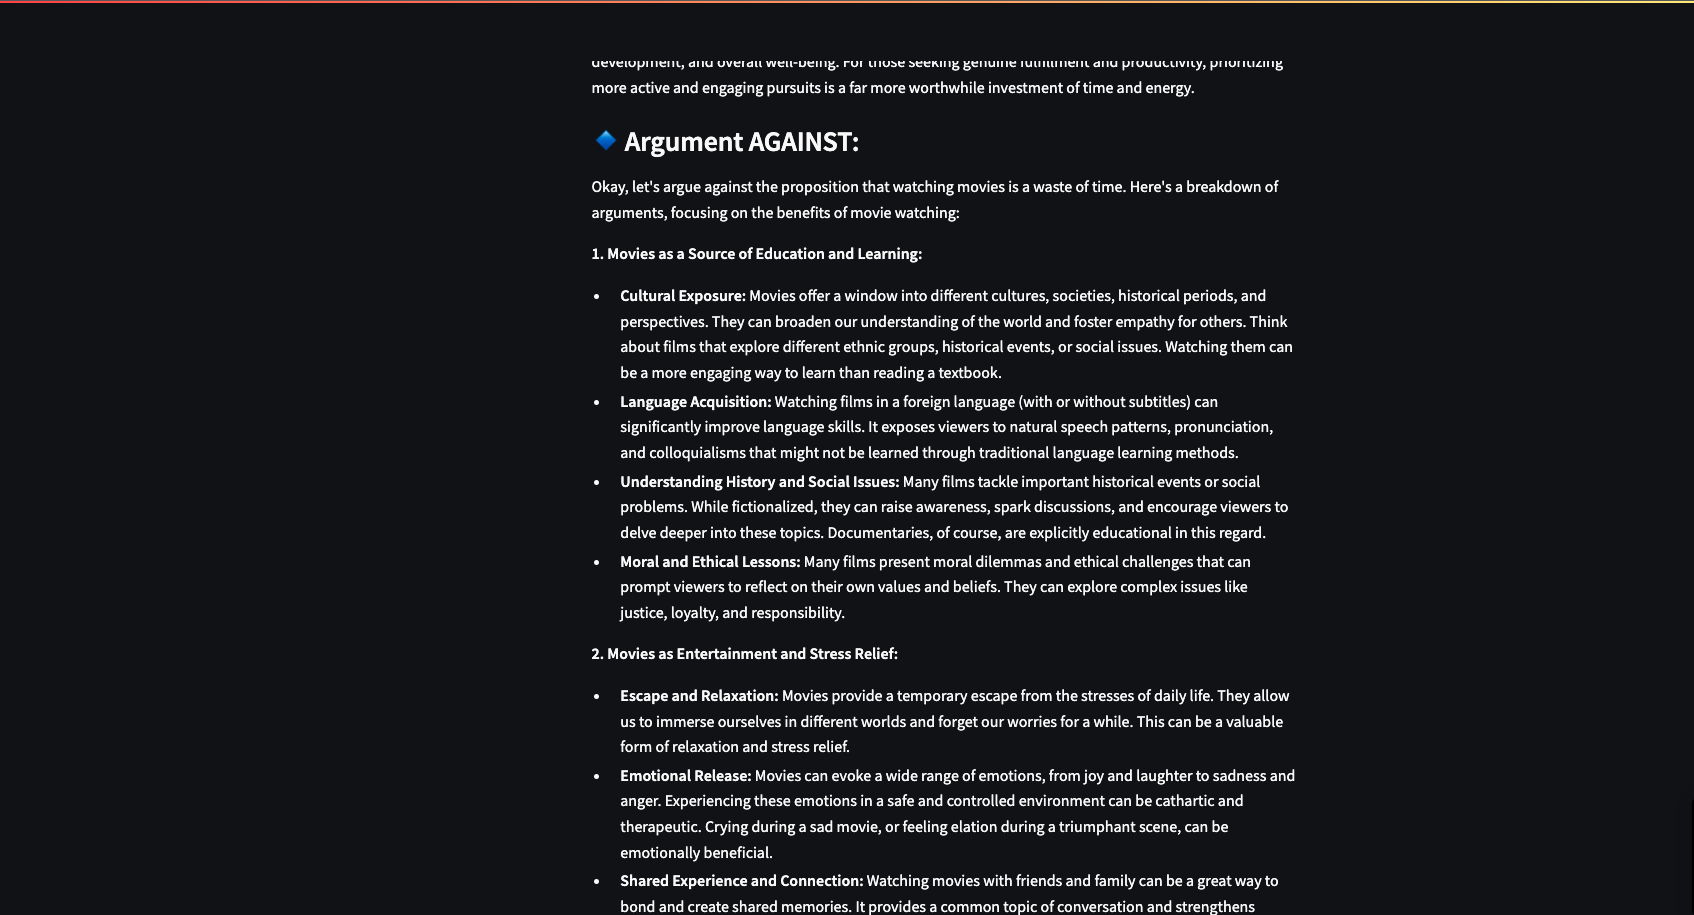 development, and overall well-being. For those seeking genuine fulfillment and productivity, prioritizing
more active and engaging pursuits is a far more worthwhile investment of time and energy.
Argument AGAINST:
Okay, let's argue against the proposition that watching movies is a waste of time. Here's a breakdown of
arguments, focusing on the benefits of movie watching:
1. Movies as a Source of Education and Learning:
• Cultural Exposure: Movies offer a window into different cultures, societies, historical periods, and
perspectives. They can broaden our understanding of the world and foster empathy for others. Think
about films that explore different ethnic groups, historical events, or social issues. Watching them can
be a more engaging way to learn than reading a textbook.
• Language Acquisition: Watching films in a foreign language (with or without subtitles) can
significantly improve language skills. It exposes viewers to natural speech patterns, pronunciation,
and colloquialisms that might not be learned through traditional language learning methods.
• Understanding History and Social Issues: Many films tackle important historical events or social
problems. While fictionalized, they can raise awareness, spark discussions, and encourage viewers to
delve deeper into these topics. Documentaries, of course, are explicitly educational in this regard.
• Moral and Ethical Lessons: Many films present moral dilemmas and ethical challenges that can
prompt viewers to reflect on their own values and beliefs. They can explore complex issues like
justice, loyalty, and responsibility.
2. Movies as Entertainment and Stress Relief:
• Escape and Relaxation: Movies provide a temporary escape from the stresses of daily life. They allow
us to immerse ourselves in different worlds and forget our worries for a while. This can be a valuable
form of relaxation and stress relief.
• Emotional Release: Movies can evoke a wide range of emotions, from joy and laughter to sadness and
anger. Experiencing these emotions in a safe and controlled environment can be cathartic and
therapeutic. Crying during a sad movie, or feeling elation during a triumphant scene, can be
emotionally beneficial.
• Shared Experience and Connection: Watching movies with friends and family can be a great way to
bond and create shared memories. It provides a common topic of conversation and strengthens